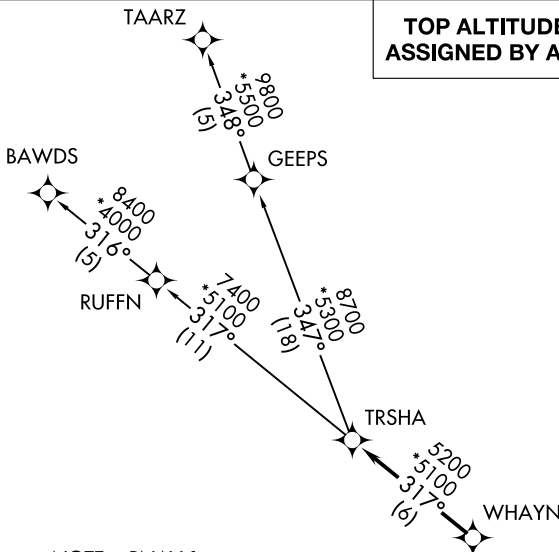 TAARZ
TOP ALTITUDE
ASSIGNED BY A
9800
*5500
348°
(5)
BAWDS
GEEPS
8400
*4000
316°
(5)
RUFFN
7400
*5100
317°
(11)
8700
*5300
347°
(18)
TRSHA
5200
*5100
317°
(6)
WHAYN